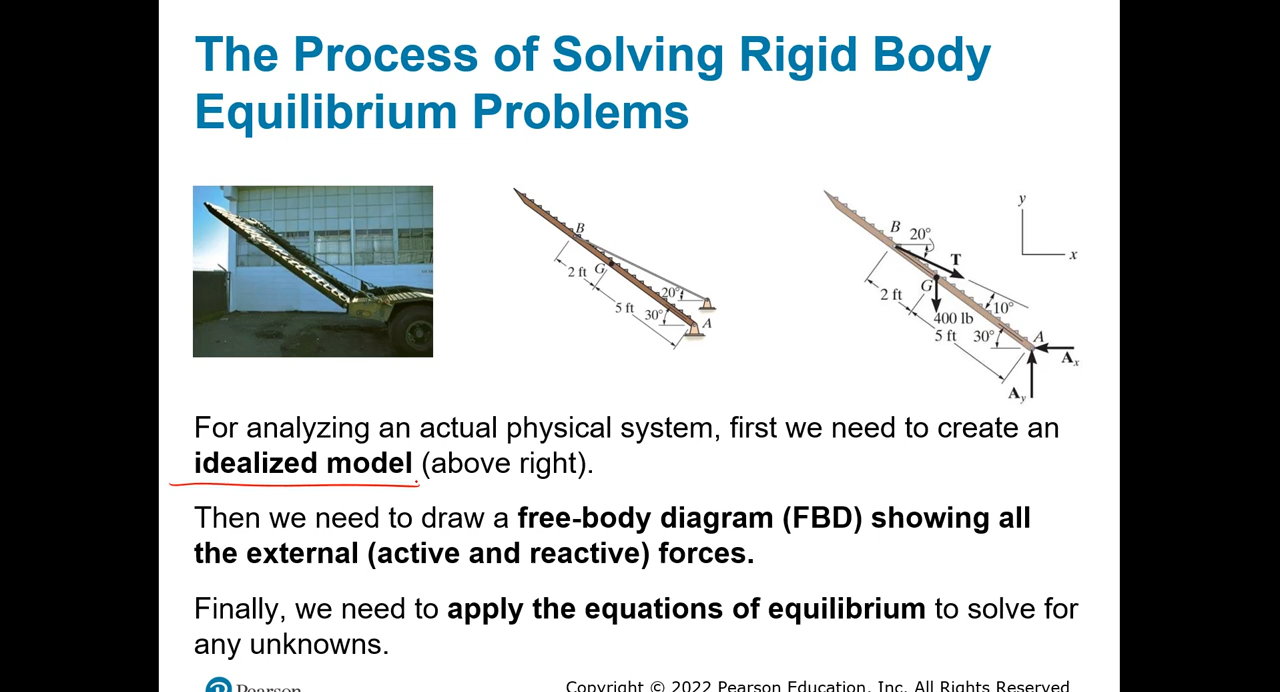 The Process of Solving Rigid Body
Equilibrium Problems
B
2 ft
G
20°
5 ft
30°
A
y
x
B
20°
T
G
2 ft
400 lb
10°
5 ft
30°
A
Aₓ
Aᵧ
For analyzing an actual physical system, first we need to create an
idealized model (above right).
Then we need to draw a free-body diagram (FBD) showing all
the external (active and reactive) forces.
Finally, we need to apply the equations of equilibrium to solve for
any unknowns.
Pearson
Copyright © 2022 Pearson Education, Inc. All Rights Reserved